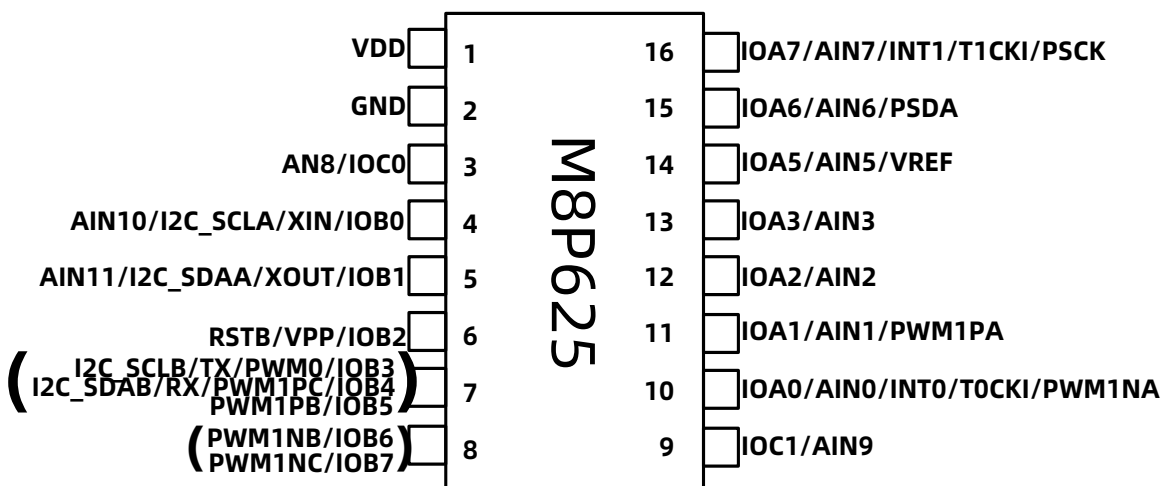 VDD 1
GND 2
AN8/IOC0 3
AIN10/I2C_SCLA/XIN/IOB0 4
AIN11/I2C_SDAA/XOUT/IOB1 5
RSTB/VPP/IOB2 6
(I2C_SCLB/TX/PWM0/IOB3
I2C_SDAB/RX/PWM1PC/IOB4
PWM1PB/IOB5) 7
(PWM1NB/IOB6
PWM1NC/IOB7) 8
M8P625
16 IOA7/AIN7/INT1/T1CKI/PSCK
15 IOA6/AIN6/PSDA
14 IOA5/AIN5/VREF
13 IOA3/AIN3
12 IOA2/AIN2
11 IOA1/AIN1/PWM1PA
10 IOA0/AIN0/INT0/T0CKI/PWM1NA
9 IOC1/AIN9